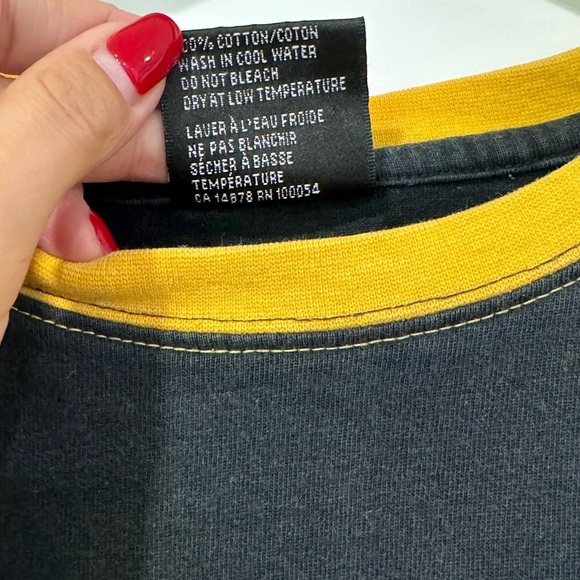 00% COTTON/COTON
WASH IN COOL WATER
DO NOT BLEACH
DRY AT LOW TEMPERATURE
LAVER À L'EAU FROIDE
NE PAS BLANCHIR
SÉCHER À BASSE
TEMPÉRATURE
CA 14878 RN 100054